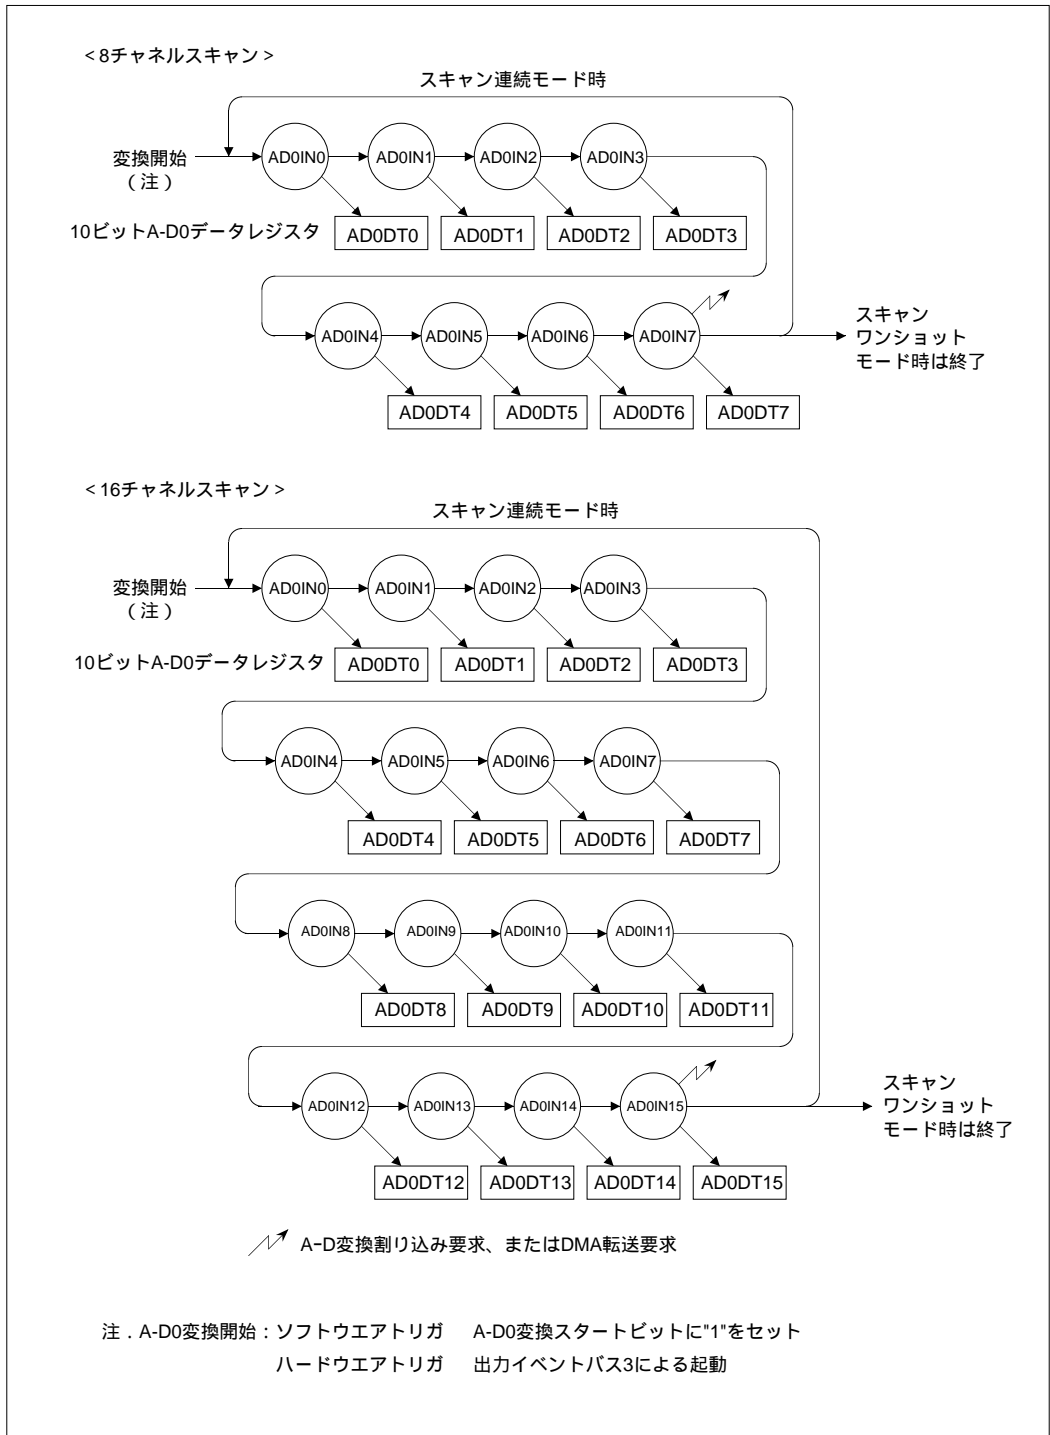 <8チャネルスキャン>
スキャン連続モード時
変換開始
(注)
AD0IN0 AD0IN1 AD0IN2 AD0IN3
10ビットA-D0データレジスタ AD0DT0 AD0DT1 AD0DT2 AD0DT3
AD0IN4 AD0IN5 AD0IN6 AD0IN7
スキャン
ワンショット
モード時は終了
AD0DT4 AD0DT5 AD0DT6 AD0DT7
<16チャネルスキャン>
スキャン連続モード時
変換開始
(注)
AD0IN0 AD0IN1 AD0IN2 AD0IN3
10ビットA-D0データレジスタ AD0DT0 AD0DT1 AD0DT2 AD0DT3
AD0IN4 AD0IN5 AD0IN6 AD0IN7
AD0DT4 AD0DT5 AD0DT6 AD0DT7
AD0IN8 AD0IN9 AD0IN10 AD0IN11
AD0DT8 AD0DT9 AD0DT10 AD0DT11
AD0IN12 AD0IN13 AD0IN14 AD0IN15
スキャン
ワンショット
モード時は終了
AD0DT12 AD0DT13 AD0DT14 AD0DT15
A-D変換割り込み要求、またはDMA転送要求
注．A-D0変換開始：ソフトウエアトリガ A-D0変換スタートビットに"1"をセット
ハードウエアトリガ 出力イベントバス3による起動